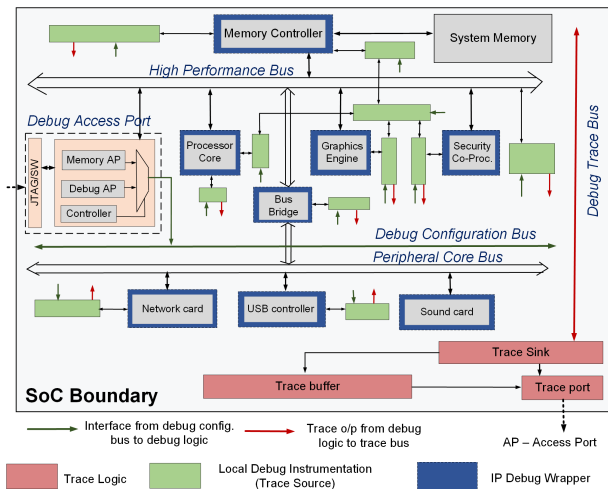 Memory Controller
System Memory
High Performance Bus
Debug Access Port
JTAG/SW
Memory AP
Debug AP
Controller
Processor
Core
Graphics
Engine
Security
Co-Proc.
Debug Trace Bus
Bus
Bridge
Debug Configuration Bus
Peripheral Core Bus
Network card
USB controller
Sound card
Trace Sink
Trace buffer
Trace port
SoC Boundary
Interface from debug config.
bus to debug logic
Trace o/p from debug
logic to trace bus
AP – Access Port
Trace Logic
Local Debug Instrumentation
(Trace Source)
IP Debug Wrapper